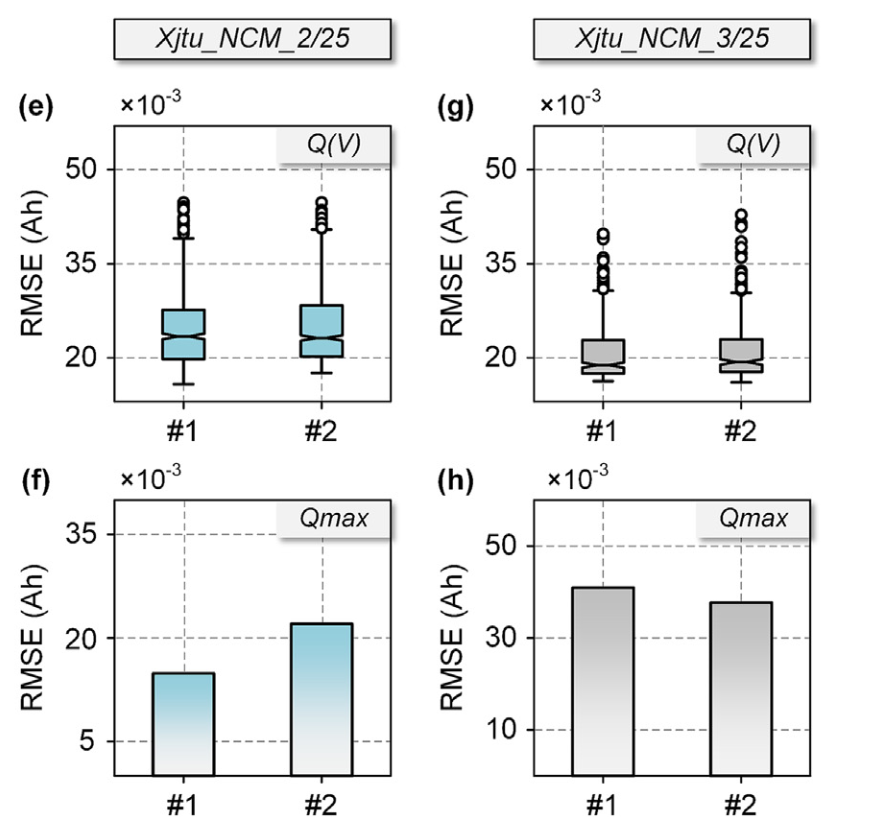 Xjtu_NCM_2/25
Xjtu_NCM_3/25
(e)
×10⁻³
Q(V)
RMSE (Ah)
50
35
20
#1
#2
(g)
×10⁻³
Q(V)
RMSE (Ah)
50
35
20
#1
#2
(f)
×10⁻³
Qmax
RMSE (Ah)
35
20
5
#1
#2
(h)
×10⁻³
Qmax
RMSE (Ah)
50
30
10
#1
#2